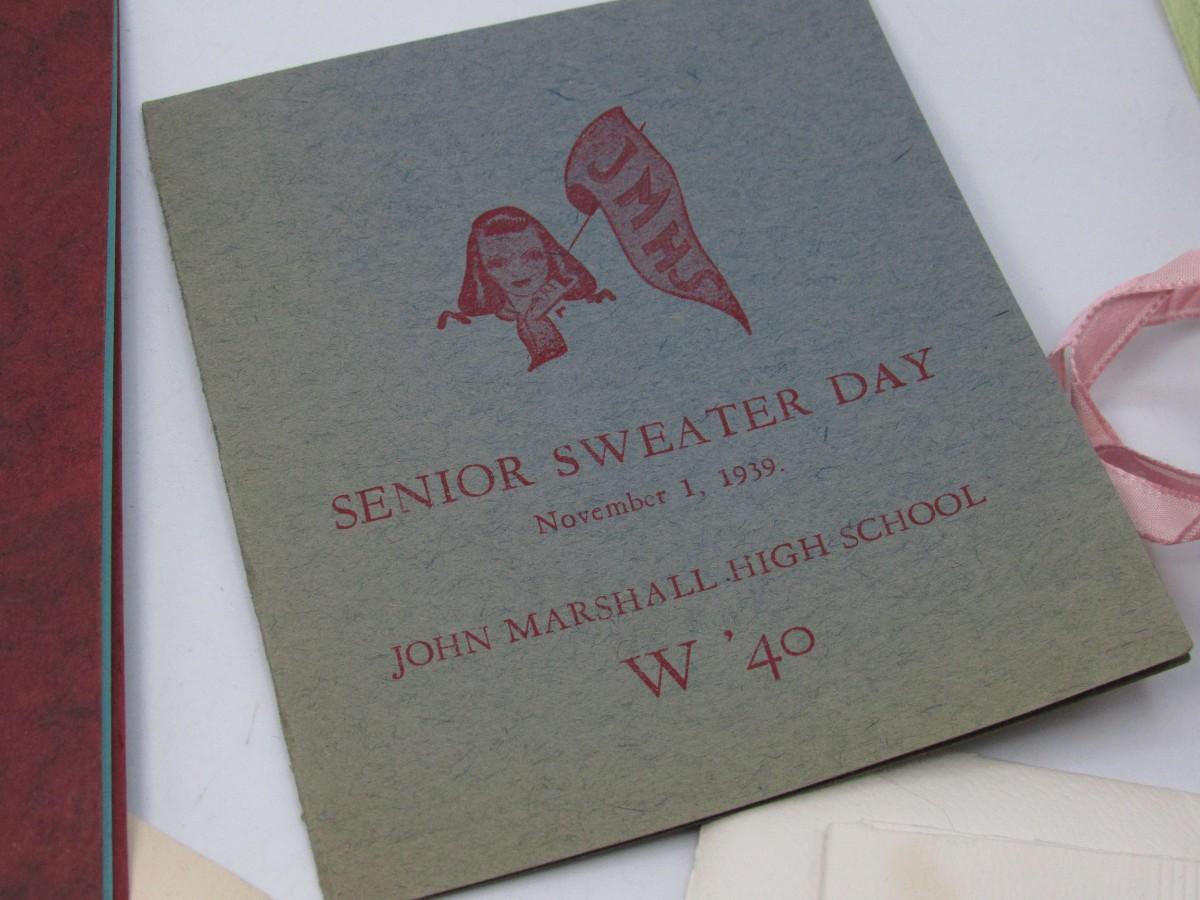 JMHS
SENIOR SWEATER DAY
November 1, 1939.
JOHN MARSHALL HIGH SCHOOL
W '40